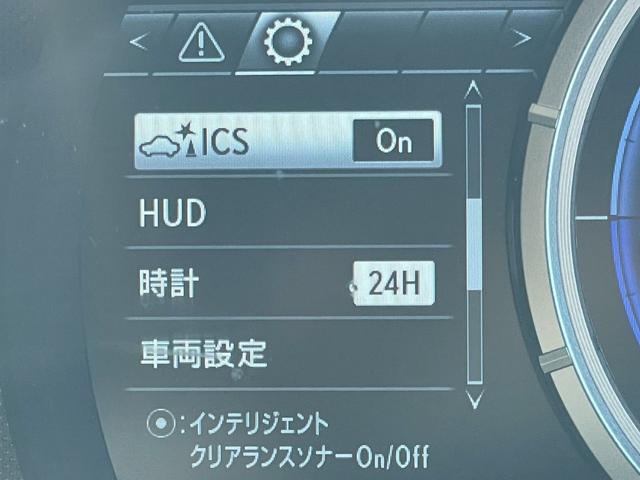 ICS On
HUD
時計 24H
車両設定
:インテリジェント
クリアランスソナーOn/Off